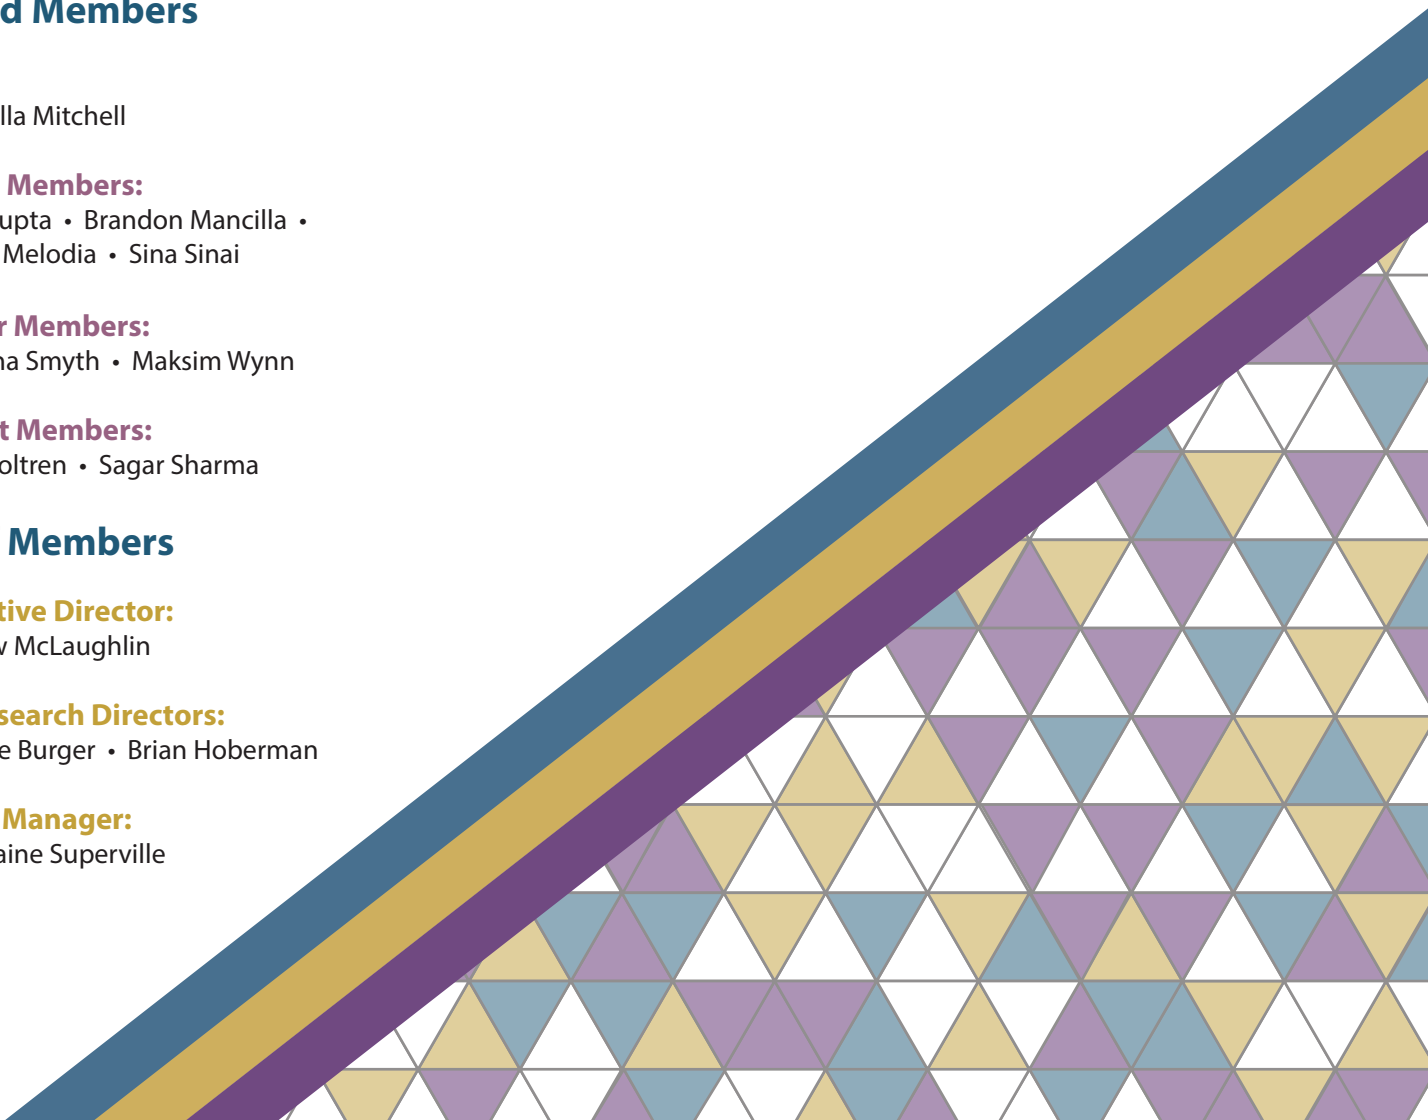 d Members
lla Mitchell
Members:
upta • Brandon Mancilla •
Melodia • Sina Sinai
r Members:
na Smyth • Maksim Wynn
t Members:
oltren • Sagar Sharma
Members
tive Director:
w McLaughlin
search Directors:
e Burger • Brian Hoberman
Manager:
aine Superville